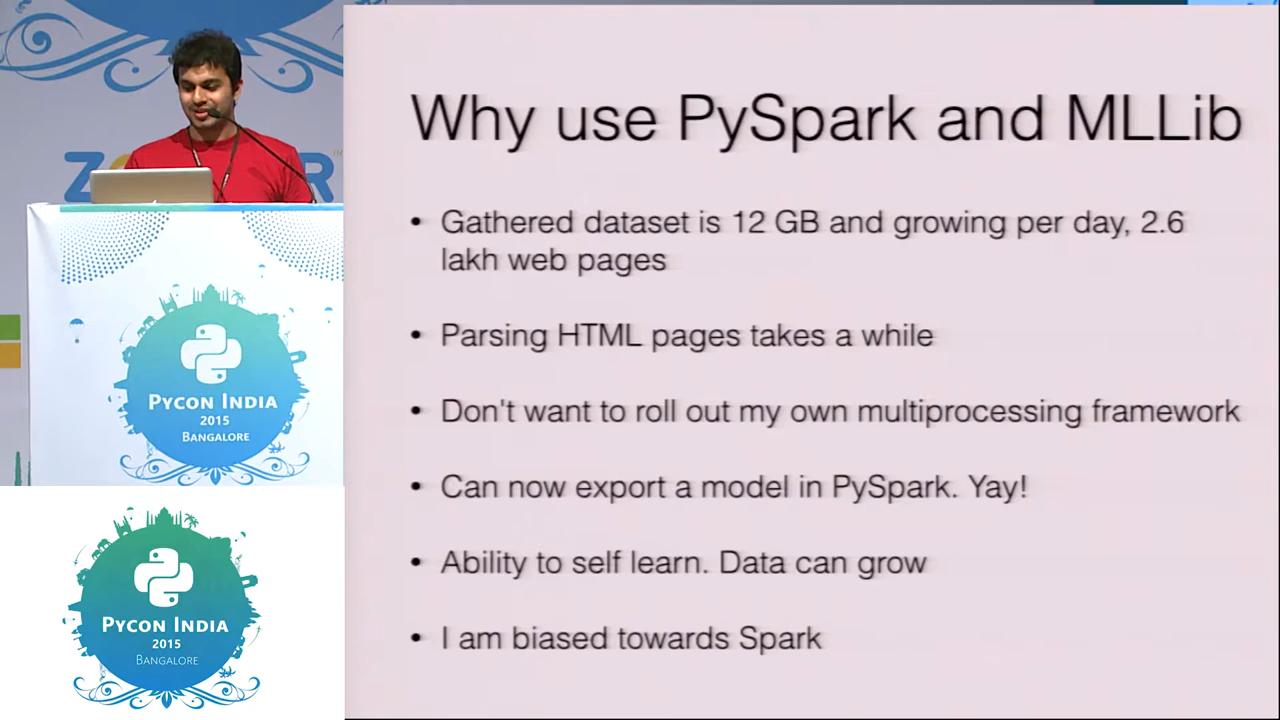 Why use PySpark and MLLib
• Gathered dataset is 12 GB and growing per day, 2.6
lakh web pages
• Parsing HTML pages takes a while
• Don't want to roll out my own multiprocessing framework
• Can now export a model in PySpark. Yay!
• Ability to self learn. Data can grow
• I am biased towards Spark
PYCON INDIA
2015
BANGALORE
PYCON INDIA
2015
BANGALORE